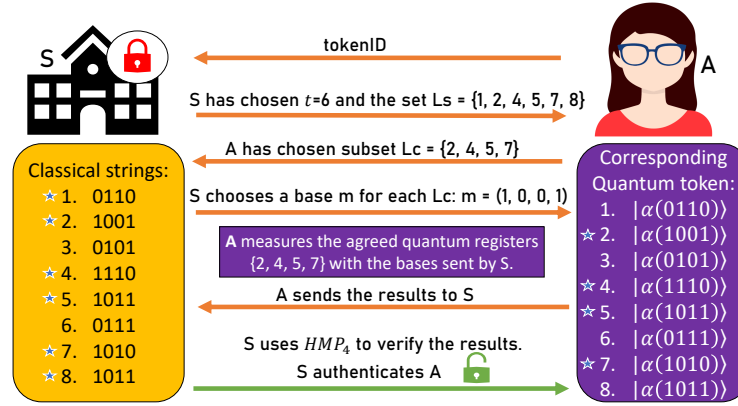 S
A
tokenID
S has chosen t=6 and the set Ls = {1, 2, 4, 5, 7, 8}
A has chosen subset Lc = {2, 4, 5, 7}
S chooses a base m for each Lc: m = (1, 0, 0, 1)
A measures the agreed quantum registers
{2, 4, 5, 7} with the bases sent by S.
A sends the results to S
S uses HMP₄ to verify the results.
S authenticates A
Classical strings:
1. 0110
2. 1001
3. 0101
4. 1110
5. 1011
6. 0111
7. 1010
8. 1011
Corresponding
Quantum token:
1. |α(0110)⟩
2. |α(1001)⟩
3. |α(0101)⟩
4. |α(1110)⟩
5. |α(1011)⟩
6. |α(0111)⟩
7. |α(1010)⟩
8. |α(1011)⟩